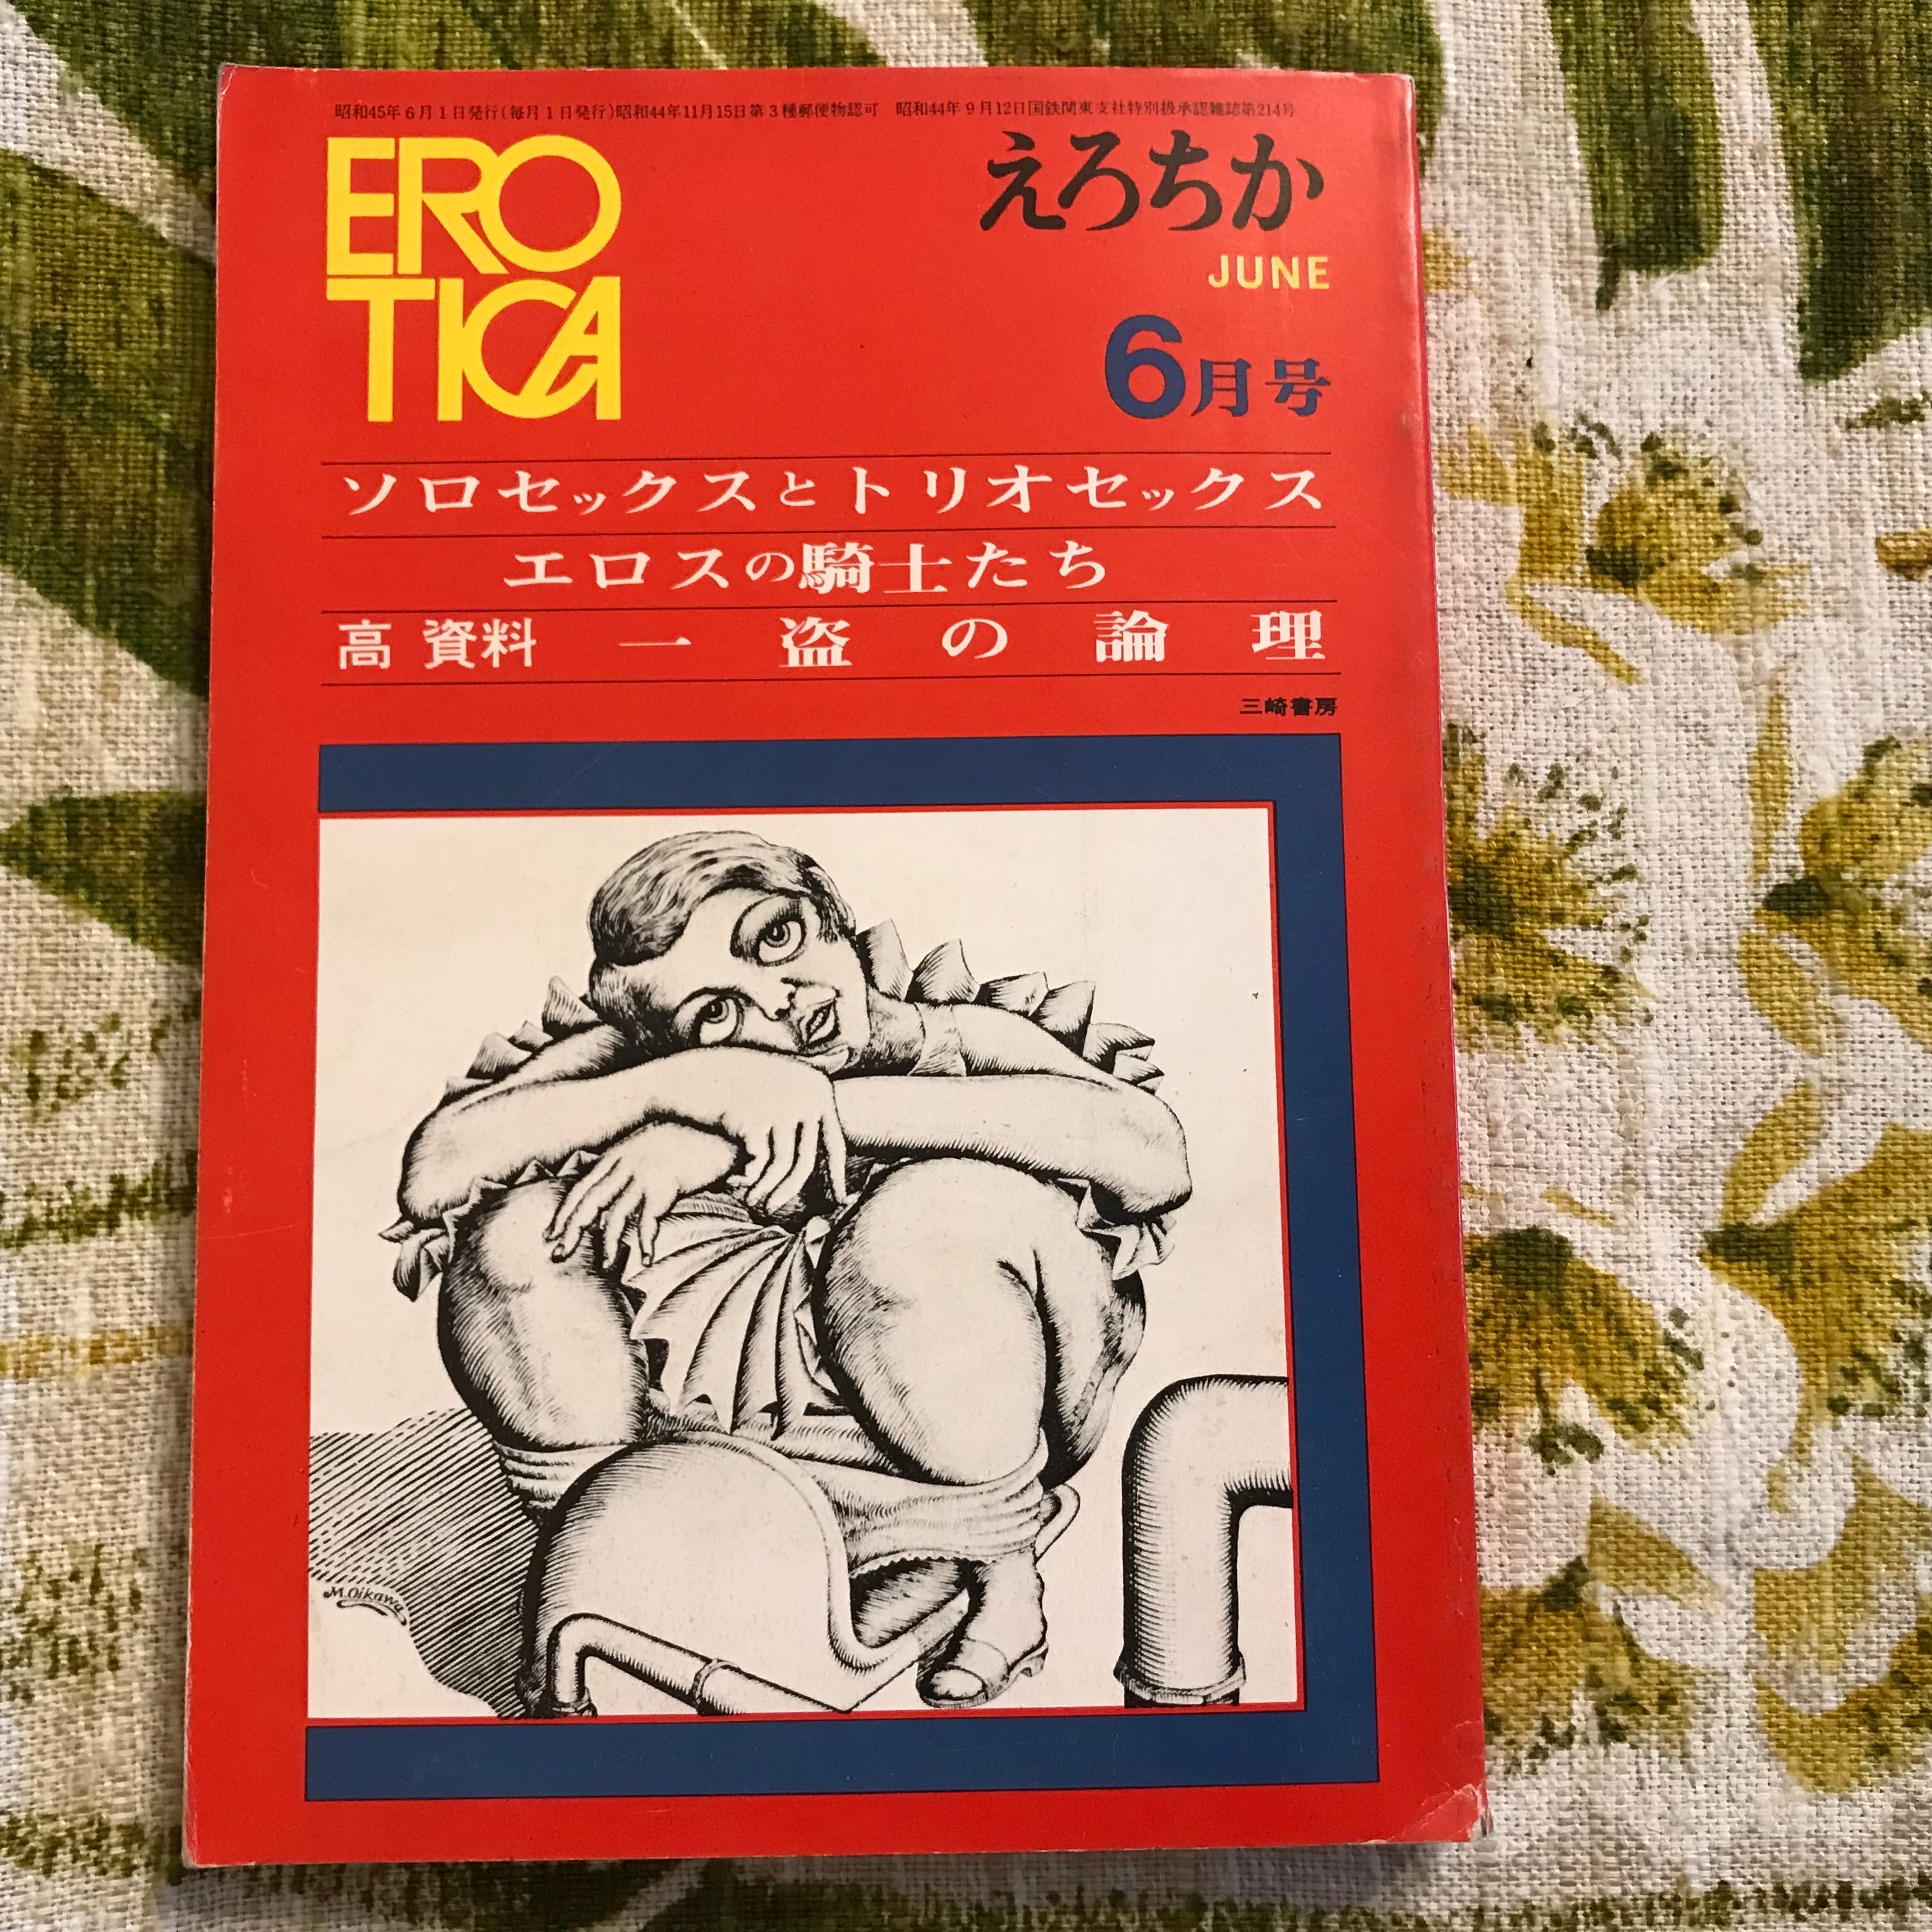 昭和45年6月1日発行(毎月1日発行)昭和44年11月15日第3種郵便物認可 昭和44年9月12日国鉄関東支社特別扱承認雑誌第214号
ERO
TICA
えろちか
JUNE
6月号
ソロセックスとトリオセックス
エロスの騎士たち
高資料 一盗の論理
三崎書房
M.Oikawa